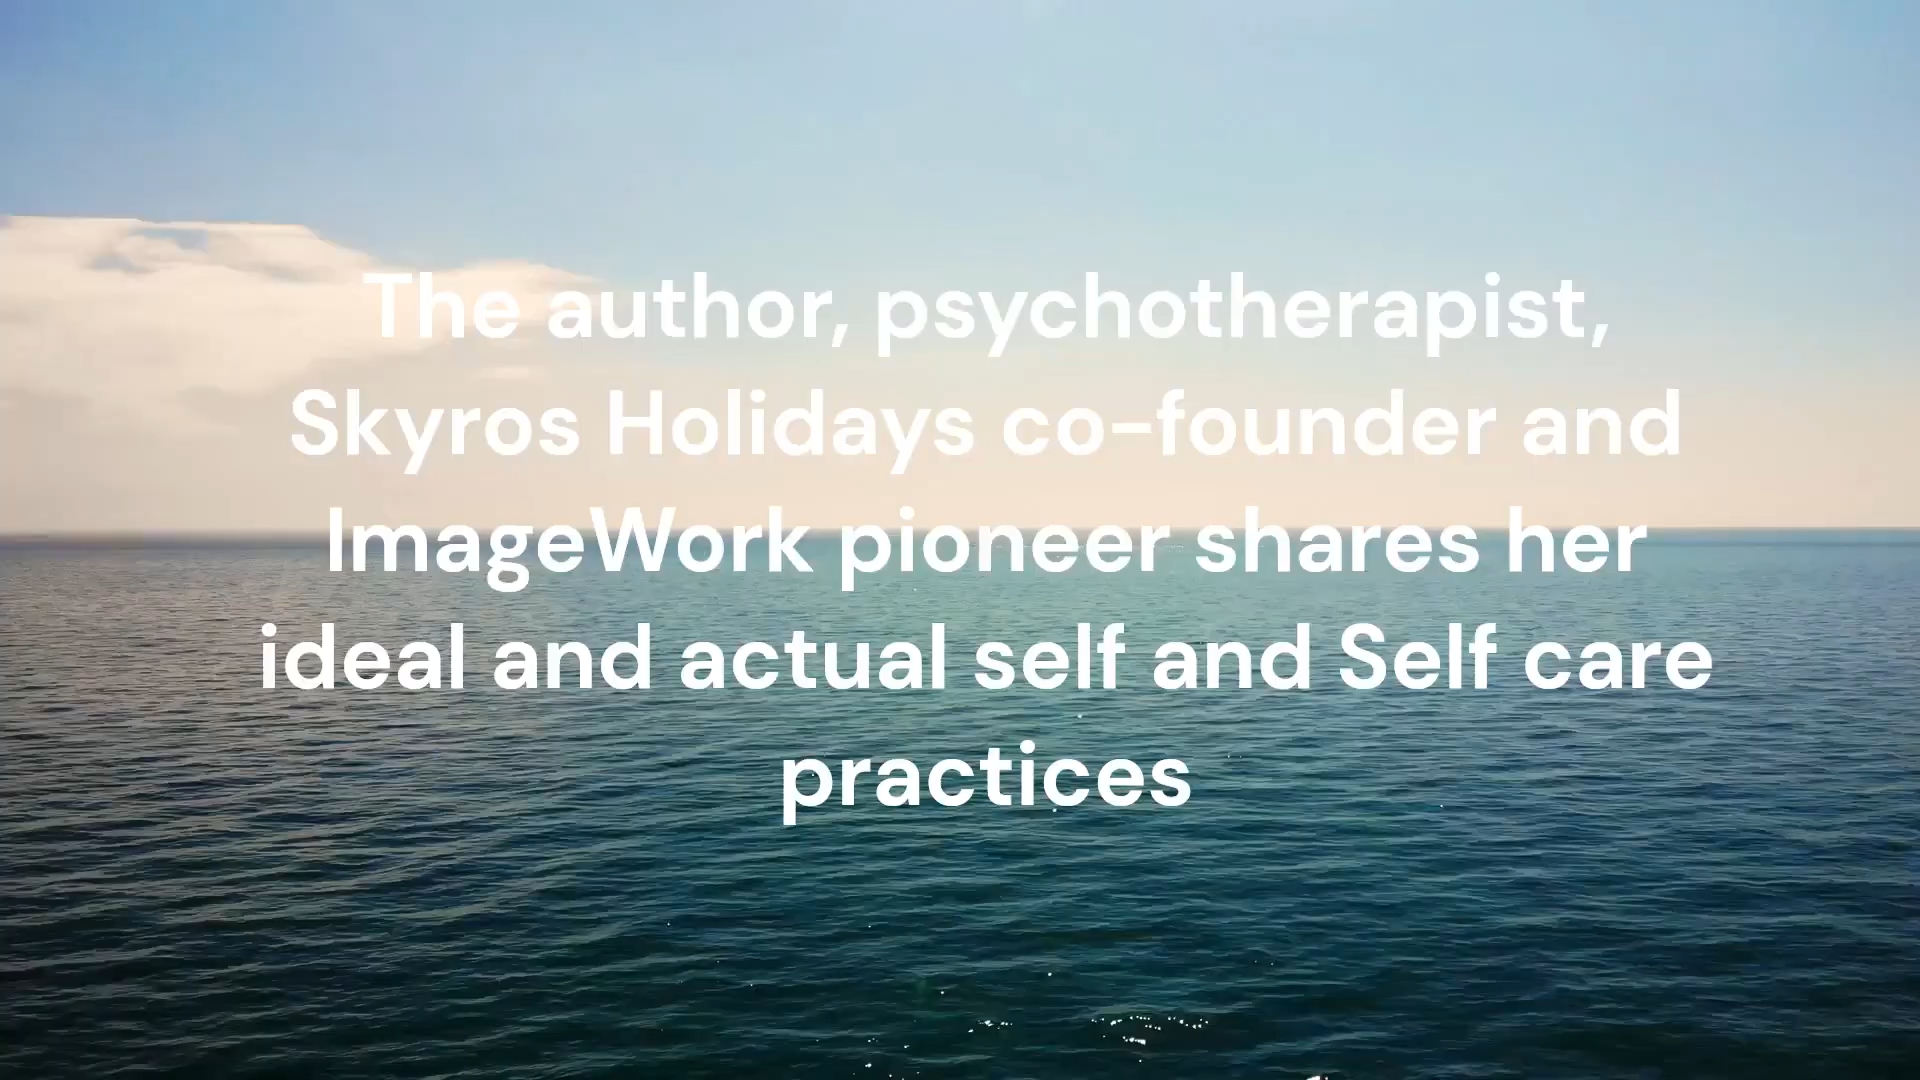 The author, psychotherapist,
Skyros Holidays co-founder and
ImageWork pioneer shares her
ideal and actual self and Self care
practices